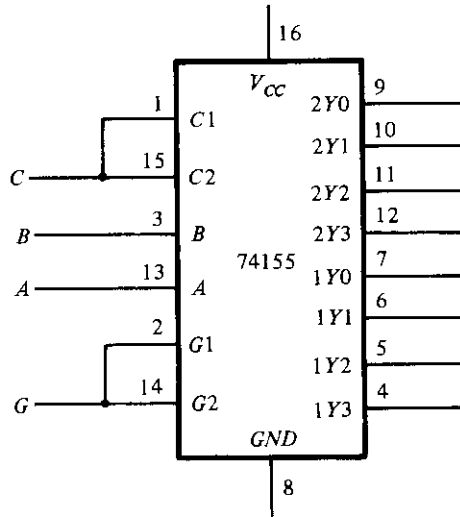 16
V_CC
1 C1 2Y0 9
2Y1 10
C 15 C2
2Y2 11
B 3 B 2Y3 12
74155
A 13 A 1Y0 7
2 G1 1Y1 6
1Y2 5
G 14 G2 1Y3 4
GND
8